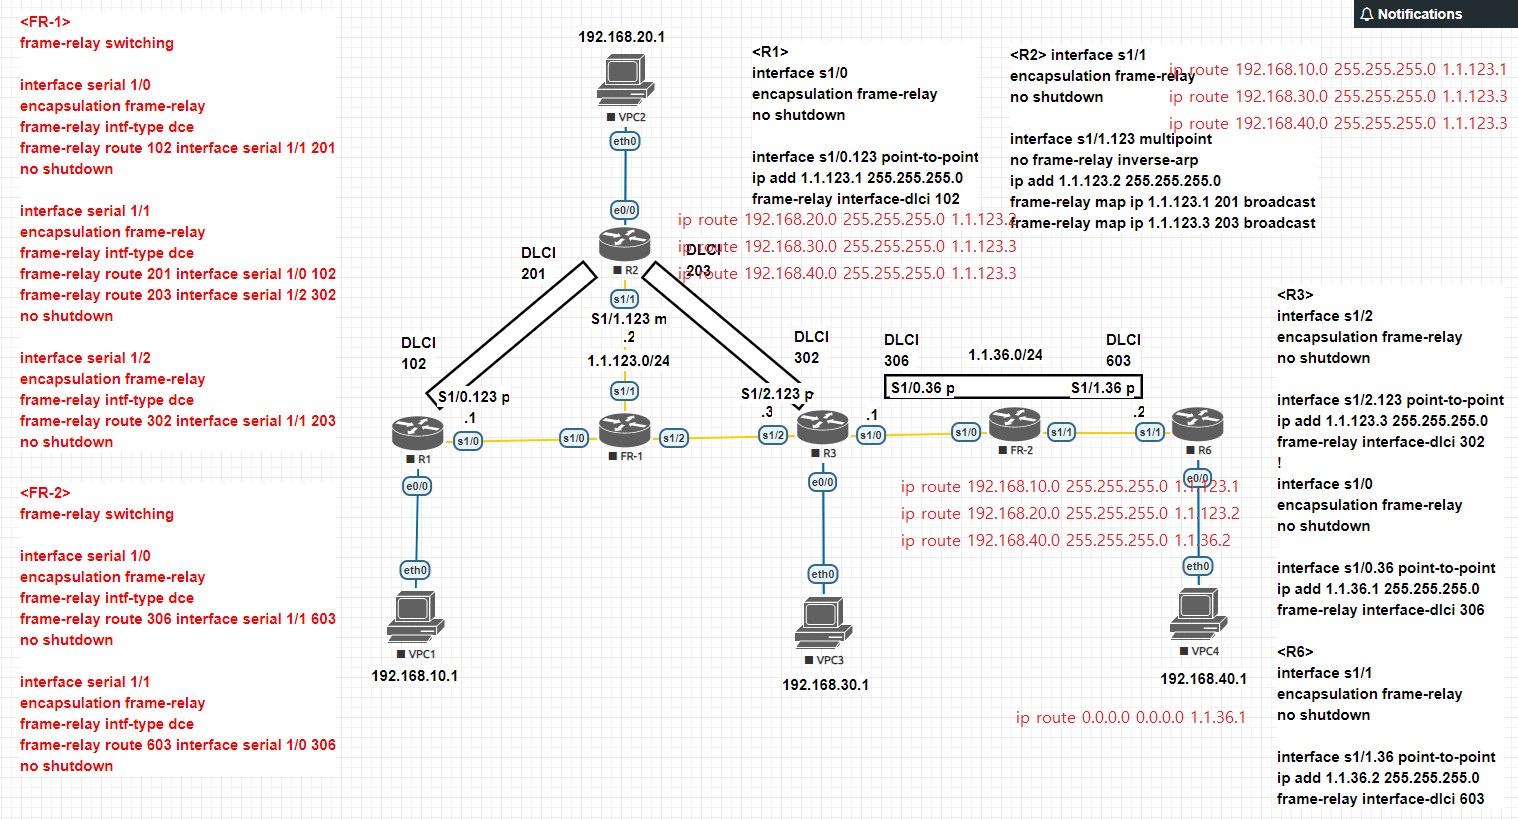 Notifications
<FR-1>
frame-relay switching
interface serial 1/0
encapsulation frame-relay
frame-relay intf-type dce
frame-relay route 102 interface serial 1/1 201
no shutdown
interface serial 1/1
encapsulation frame-relay
frame-relay intf-type dce
frame-relay route 201 interface serial 1/0 102
frame-relay route 203 interface serial 1/2 302
no shutdown
interface serial 1/2
encapsulation frame-relay
frame-relay intf-type dce
frame-relay route 302 interface serial 1/1 203
no shutdown
<FR-2>
frame-relay switching
interface serial 1/0
encapsulation frame-relay
frame-relay intf-type dce
frame-relay route 306 interface serial 1/1 603
no shutdown
interface serial 1/1
encapsulation frame-relay
frame-relay intf-type dce
frame-relay route 603 interface serial 1/0 306
no shutdown
192.168.20.1
VPC2
eth0
e0/0
R2
s1/1
S1/1.123 m
.2
1.1.123.0/24
s1/1
DLCI
201
DLCI
203
DLCI
102
S1/0.123 p
.1
s1/0
R1
e0/0
eth0
VPC1
192.168.10.1
s1/0
FR-1
s1/2
DLCI
302
S1/2.123 p
.3
s1/2
R3
.1
s1/0
e0/0
eth0
VPC3
192.168.30.1
DLCI
306
1.1.36.0/24
DLCI
603
S1/0.36 p
S1/1.36 p
.2
s1/0
FR-2
s1/1
s1/1
R6
e0/0
eth0
VPC4
192.168.40.1
<R1>
interface s1/0
encapsulation frame-relay
no shutdown
interface s1/0.123 point-to-point
ip add 1.1.123.1 255.255.255.0
frame-relay interface-dlci 102
ip route 192.168.20.0 255.255.255.0 1.1.123.2
ip route 192.168.30.0 255.255.255.0 1.1.123.3
ip route 192.168.40.0 255.255.255.0 1.1.123.3
<R2> interface s1/1
encapsulation frame-relay
no shutdown
interface s1/1.123 multipoint
no frame-relay inverse-arp
ip add 1.1.123.2 255.255.255.0
frame-relay map ip 1.1.123.1 201 broadcast
frame-relay map ip 1.1.123.3 203 broadcast
ip route 192.168.10.0 255.255.255.0 1.1.123.1
ip route 192.168.30.0 255.255.255.0 1.1.123.3
ip route 192.168.40.0 255.255.255.0 1.1.123.3
<R3>
interface s1/2
encapsulation frame-relay
no shutdown
interface s1/2.123 point-to-point
ip add 1.1.123.3 255.255.255.0
frame-relay interface-dlci 302
!
interface s1/0
encapsulation frame-relay
no shutdown
interface s1/0.36 point-to-point
ip add 1.1.36.1 255.255.255.0
frame-relay interface-dlci 306
ip route 192.168.10.0 255.255.255.0 1.1.123.1
ip route 192.168.20.0 255.255.255.0 1.1.123.2
ip route 192.168.40.0 255.255.255.0 1.1.36.2
<R6>
interface s1/1
encapsulation frame-relay
no shutdown
interface s1/1.36 point-to-point
ip add 1.1.36.2 255.255.255.0
frame-relay interface-dlci 603
ip route 0.0.0.0 0.0.0.0 1.1.36.1